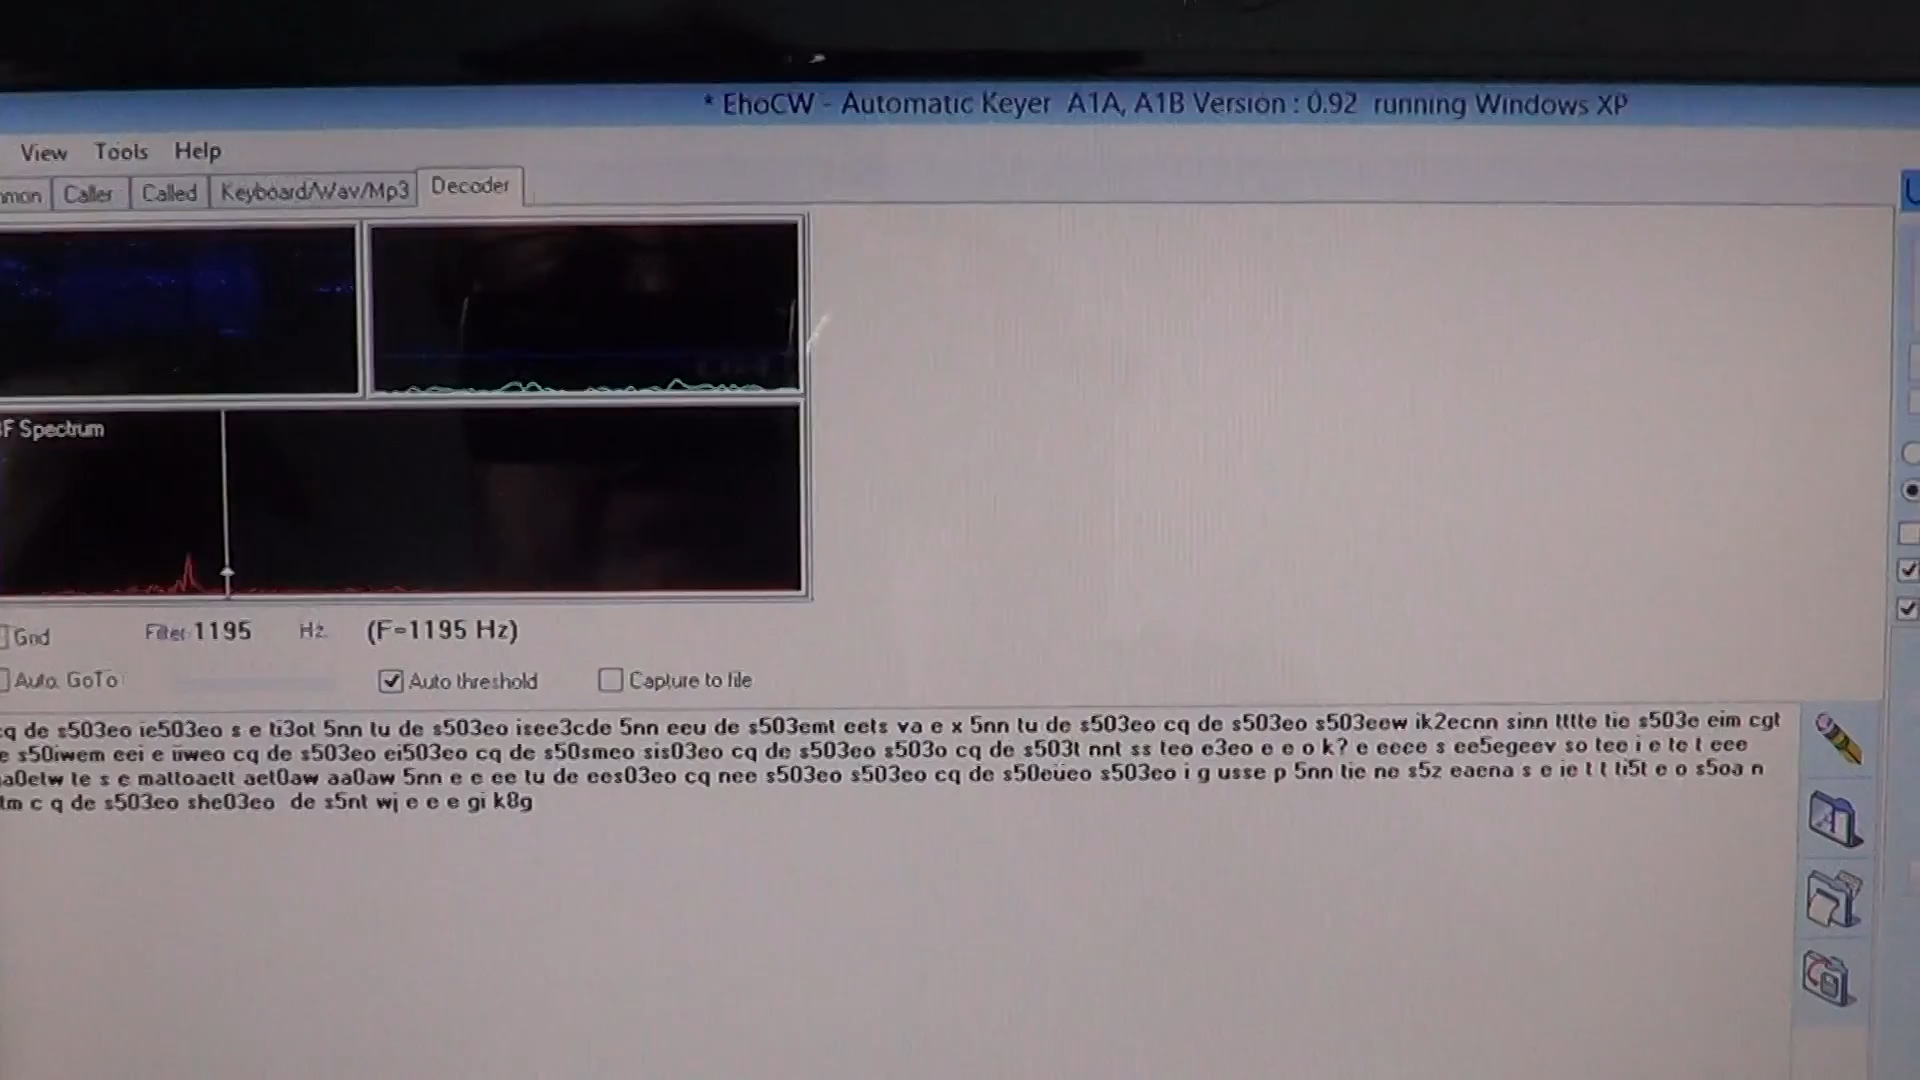 * EhoCW - Automatic Keyer A1A, A1B Version : 0.92 running Windows XP
View Tools Help
mon Caller Called Keyboard/Wav/Mp3 Decoder
F Spectrum
Gnd Filter 1195 Hz. (F=1195 Hz)
Auto. GoTo Auto threshold Capture to file
cq de s503eo ie503eo s e ti3ot 5nn tu de s503eo isee3cde 5nn eeu de s503emt eets va e x 5nn tu de s503eo cq de s503eo s503eew ik2ecnn sinn tttte tie s503e eim cgt
e s50iwem eei e üweo cq de s503eo ei503eo cq de s50smeo sis03eo cq de s503eo s503o cq de s503t nnt ss teo e3eo e e o k? e eeee s ee5egeev so tee i e te t eee
a0etw te s e mattoaett aet0aw aa0aw 5nn e e ee tu de ees03eo cq nee s503eo s503eo cq de s50eüeo s503eo i g usse p 5nn tie ne s5z eaena s e ie t t ti5t e o s5oa n
tm c q de s503eo she03eo de s5nt wj e e e gi k8g